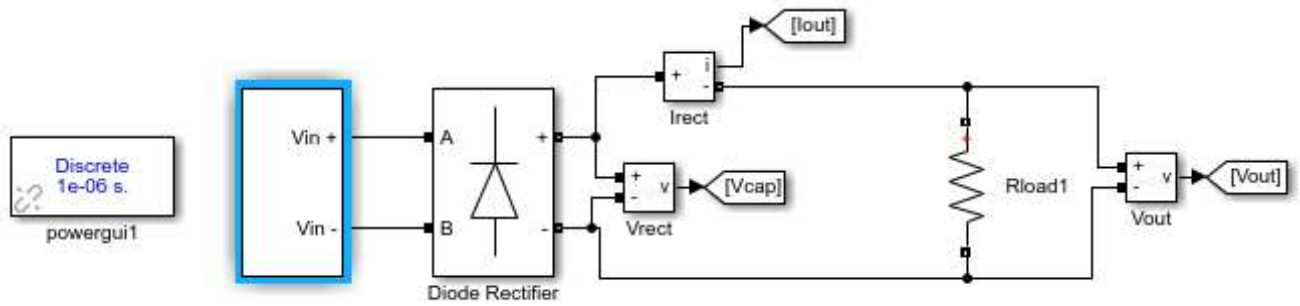 Discrete
1e-06 s.
powergui1
Vin +
Vin -
A
B
+
-
Diode Rectifier
+
i
-
Irect
[Iout]
+
-
v
Vrect
[Vcap]
+
Rload1
+
-
v
Vout
[Vout]